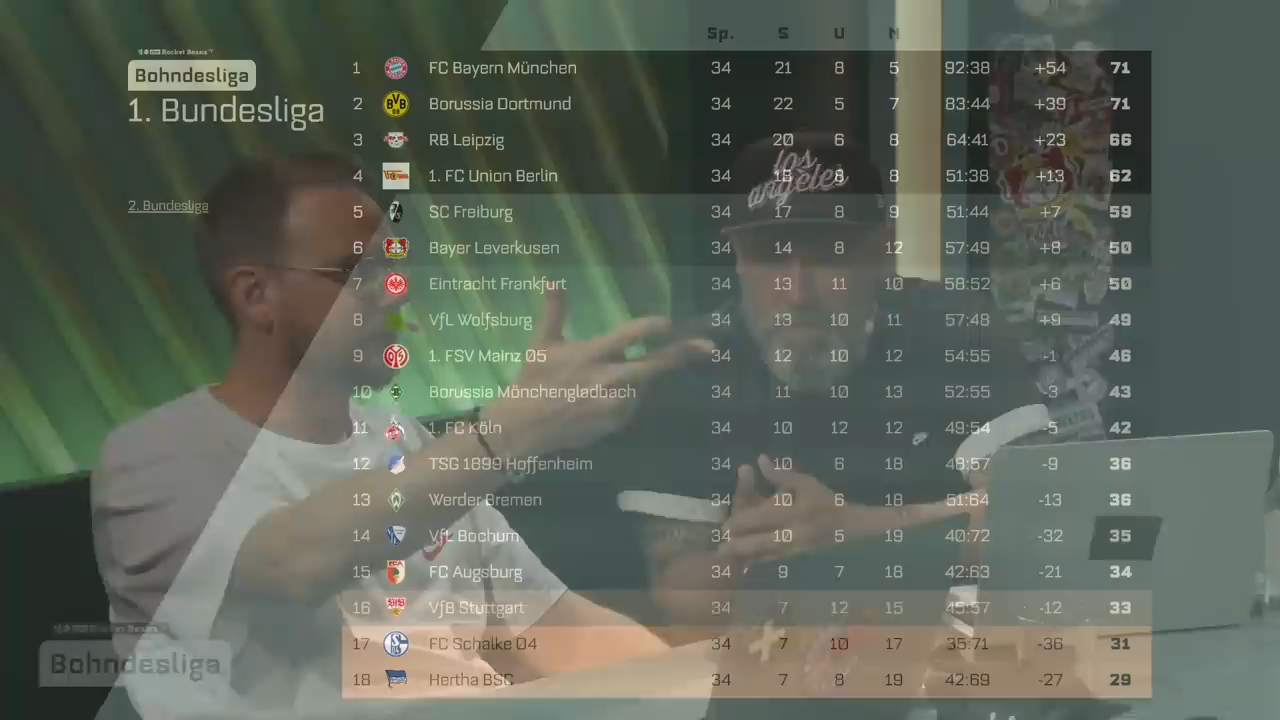 Sp. S U N
Rocket Beans TV
Bohndesliga
1. Bundesliga
2. Bundesliga
1 FC Bayern München 34 21 8 5 92:38 +54 71
2 Borussia Dortmund 34 22 5 7 83:44 +39 71
3 RB Leipzig 34 20 6 8 64:41 +23 66
4 1. FC Union Berlin 34 18 8 8 51:38 +13 62
5 SC Freiburg 34 17 8 9 51:44 +7 59
6 Bayer Leverkusen 34 14 8 12 57:49 +8 50
7 Eintracht Frankfurt 34 13 11 10 58:52 +6 50
8 VfL Wolfsburg 34 13 10 11 57:48 +9 49
9 1. FSV Mainz 05 34 12 10 12 54:55 -1 46
10 Borussia Mönchengladbach 34 11 10 13 52:55 -3 43
11 1. FC Köln 34 10 12 12 49:54 -5 42
12 TSG 1899 Hoffenheim 34 10 6 18 48:57 -9 36
13 Werder Bremen 34 10 6 18 51:64 -13 36
14 VfL Bochum 34 10 5 19 40:72 -32 35
15 FC Augsburg 34 9 7 18 42:63 -21 34
16 VfB Stuttgart 34 7 12 15 45:57 -12 33
17 FC Schalke 04 34 7 10 17 35:71 -36 31
18 Hertha BSC 34 7 8 19 42:69 -27 29
los
angeles
Bohndesliga